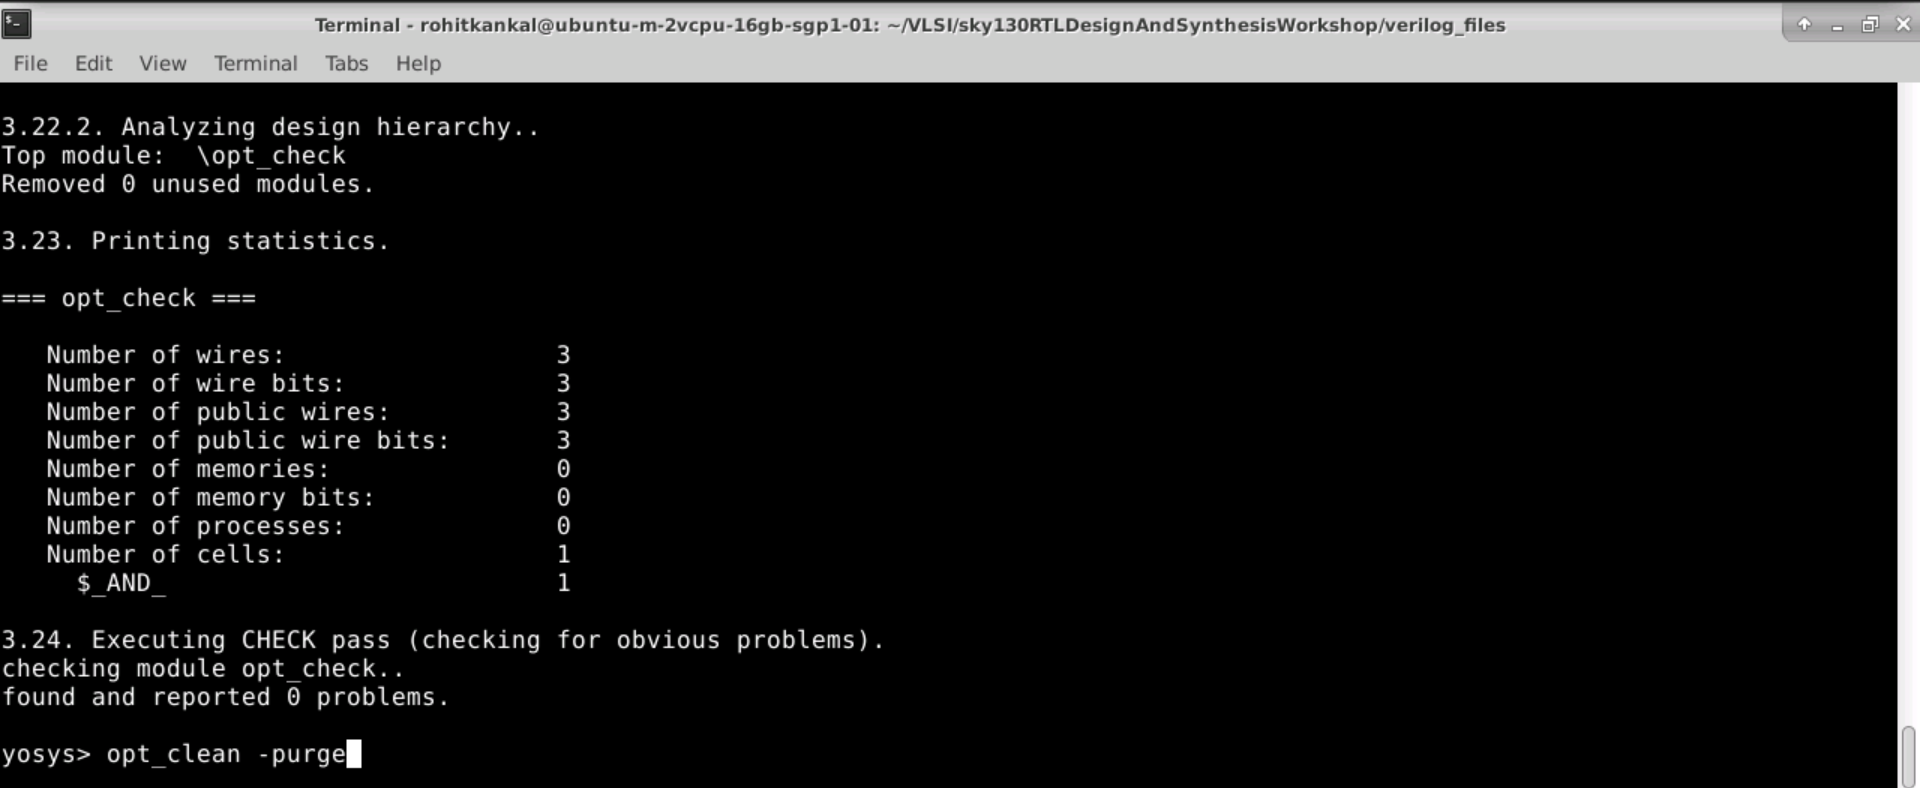 Terminal - rohitkankal@ubuntu-m-2vcpu-16gb-sgp1-01: ~/VLSI/sky130RTLDesignAndSynthesisWorkshop/verilog_files
File Edit View Terminal Tabs Help
3.22.2. Analyzing design hierarchy..
Top module:  \opt_check
Removed 0 unused modules.
3.23. Printing statistics.
=== opt_check ===
Number of wires: 3
Number of wire bits: 3
Number of public wires: 3
Number of public wire bits: 3
Number of memories: 0
Number of memory bits: 0
Number of processes: 0
Number of cells: 1
$_AND_ 1
3.24. Executing CHECK pass (checking for obvious problems).
checking module opt_check..
found and reported 0 problems.
yosys> opt_clean -purge